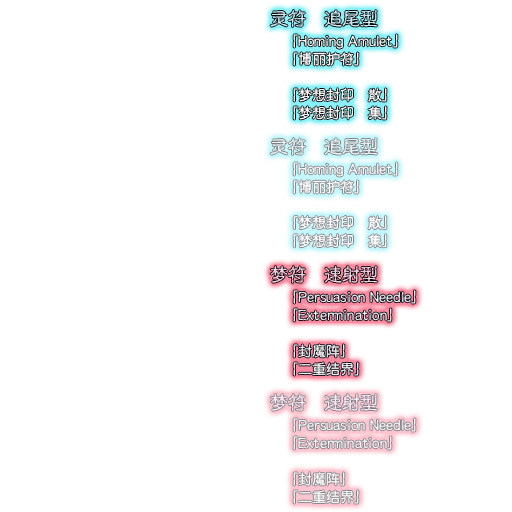 灵符　追尾型
「Homing Amulet」
「博丽护符」
「梦想封印　散」
「梦想封印　集」
灵符　追尾型
「Homing Amulet」
「博丽护符」
「梦想封印　散」
「梦想封印　集」
梦符　速射型
「Persuasion Needle」
「Extermination」
「封魔阵」
「二重结界」
梦符　速射型
「Persuasion Needle」
「Extermination」
「封魔阵」
「二重结界」